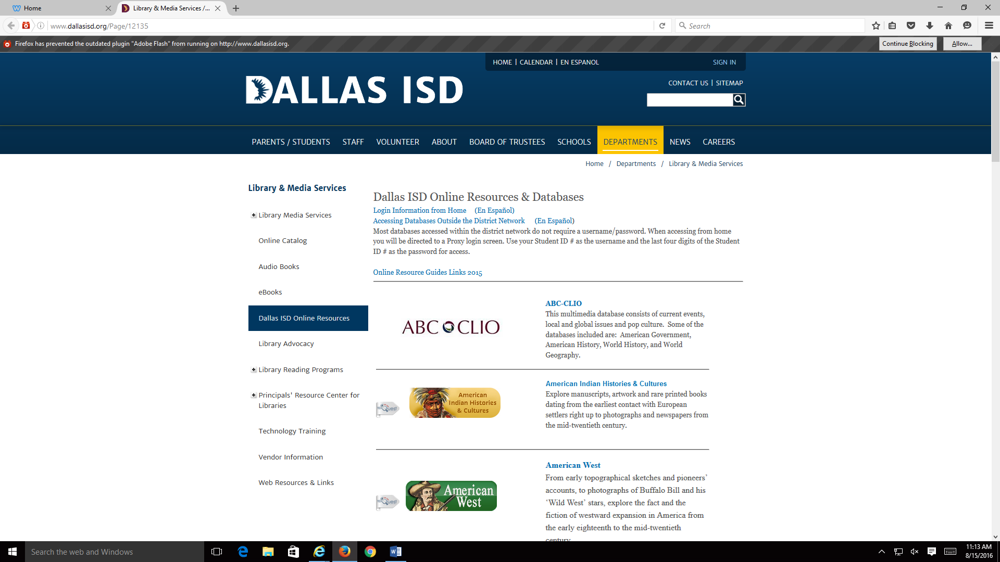 Home
Library & Media Services /...
www.dallasisd.org/Page/12135
Search
Firefox has prevented the outdated plugin "Adobe Flash" from running on http://www.dallasisd.org.
Continue Blocking
Allow...
HOME | CALENDAR | EN ESPANOL
SIGN IN
DALLAS ISD
CONTACT US | SITEMAP
PARENTS / STUDENTS STAFF VOLUNTEER ABOUT BOARD OF TRUSTEES SCHOOLS DEPARTMENTS NEWS CAREERS
Home / Departments / Library & Media Services
Library & Media Services
Library Media Services
Online Catalog
Audio Books
eBooks
Dallas ISD Online Resources
Library Advocacy
Library Reading Programs
Principals' Resource Center for
Libraries
Technology Training
Vendor Information
Web Resources & Links
Dallas ISD Online Resources & Databases
Login Information from Home (En Español)
Accessing Databases Outside the District Network (En Español)
Most databases accessed within the district network do not require a username/password. When accessing from home
you will be directed to a Proxy login screen. Use your Student ID # as the username and the last four digits of the Student
ID # as the password for access.
Online Resource Guides Links 2015
ABC CLIO
ABC-CLIO
This multimedia database consists of current events,
local and global issues and pop culture. Some of the
databases included are: American Government,
American History, World History, and World
Geography.
TexQuest
American
Indian Histories
& Cultures
American Indian Histories & Cultures
Explore manuscripts, artwork and rare printed books
dating from the earliest contact with European
settlers right up to photographs and newspapers from
the mid-twentieth century.
TexQuest
American
West
American West
From early topographical sketches and pioneers’
accounts, to photographs of Buffalo Bill and his
‘Wild West’ stars, explore the fact and the
fiction of westward expansion in America from
the early eighteenth to the mid-twentieth
century
Search the web and Windows
11:13 AM
8/15/2016